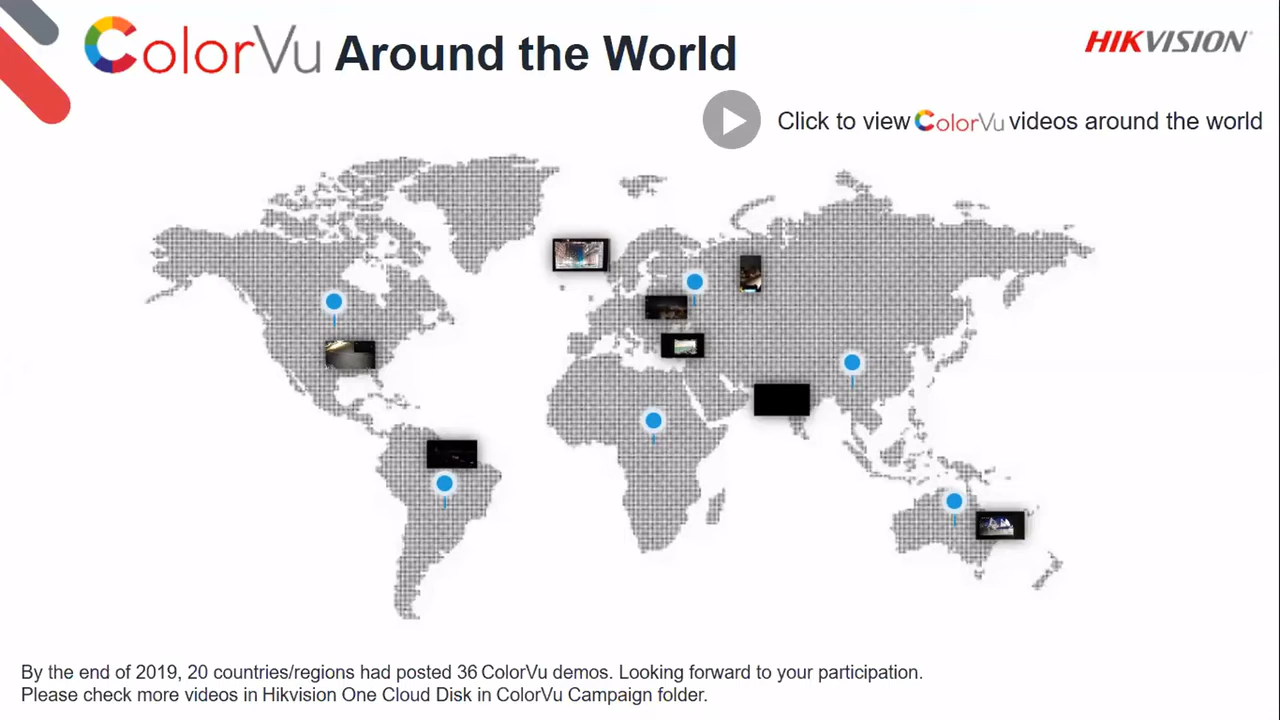 ColorVu Around the World
HIKVISION
Click to view ColorVu videos around the world
By the end of 2019, 20 countries/regions had posted 36 ColorVu demos. Looking forward to your participation.
Please check more videos in Hikvision One Cloud Disk in ColorVu Campaign folder.